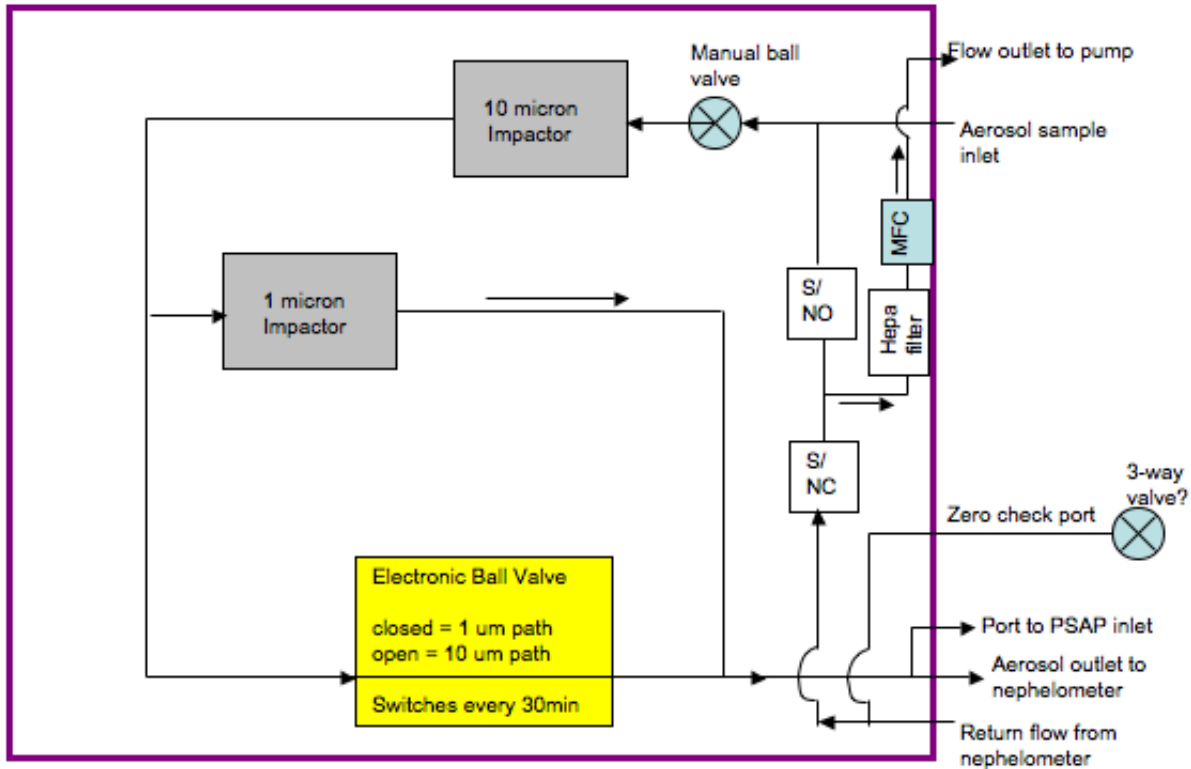 Manual ball
valve
Flow outlet to pump
10 micron
Impactor
Aerosol sample
inlet
MFC
1 micron
Impactor
S/
NO
Hepa
filter
S/
NC
3-way
valve?
Zero check port
Electronic Ball Valve
closed = 1 um path
open = 10 um path
Switches every 30min
Port to PSAP inlet
Aerosol outlet to
nephelometer
Return flow from
nephelometer